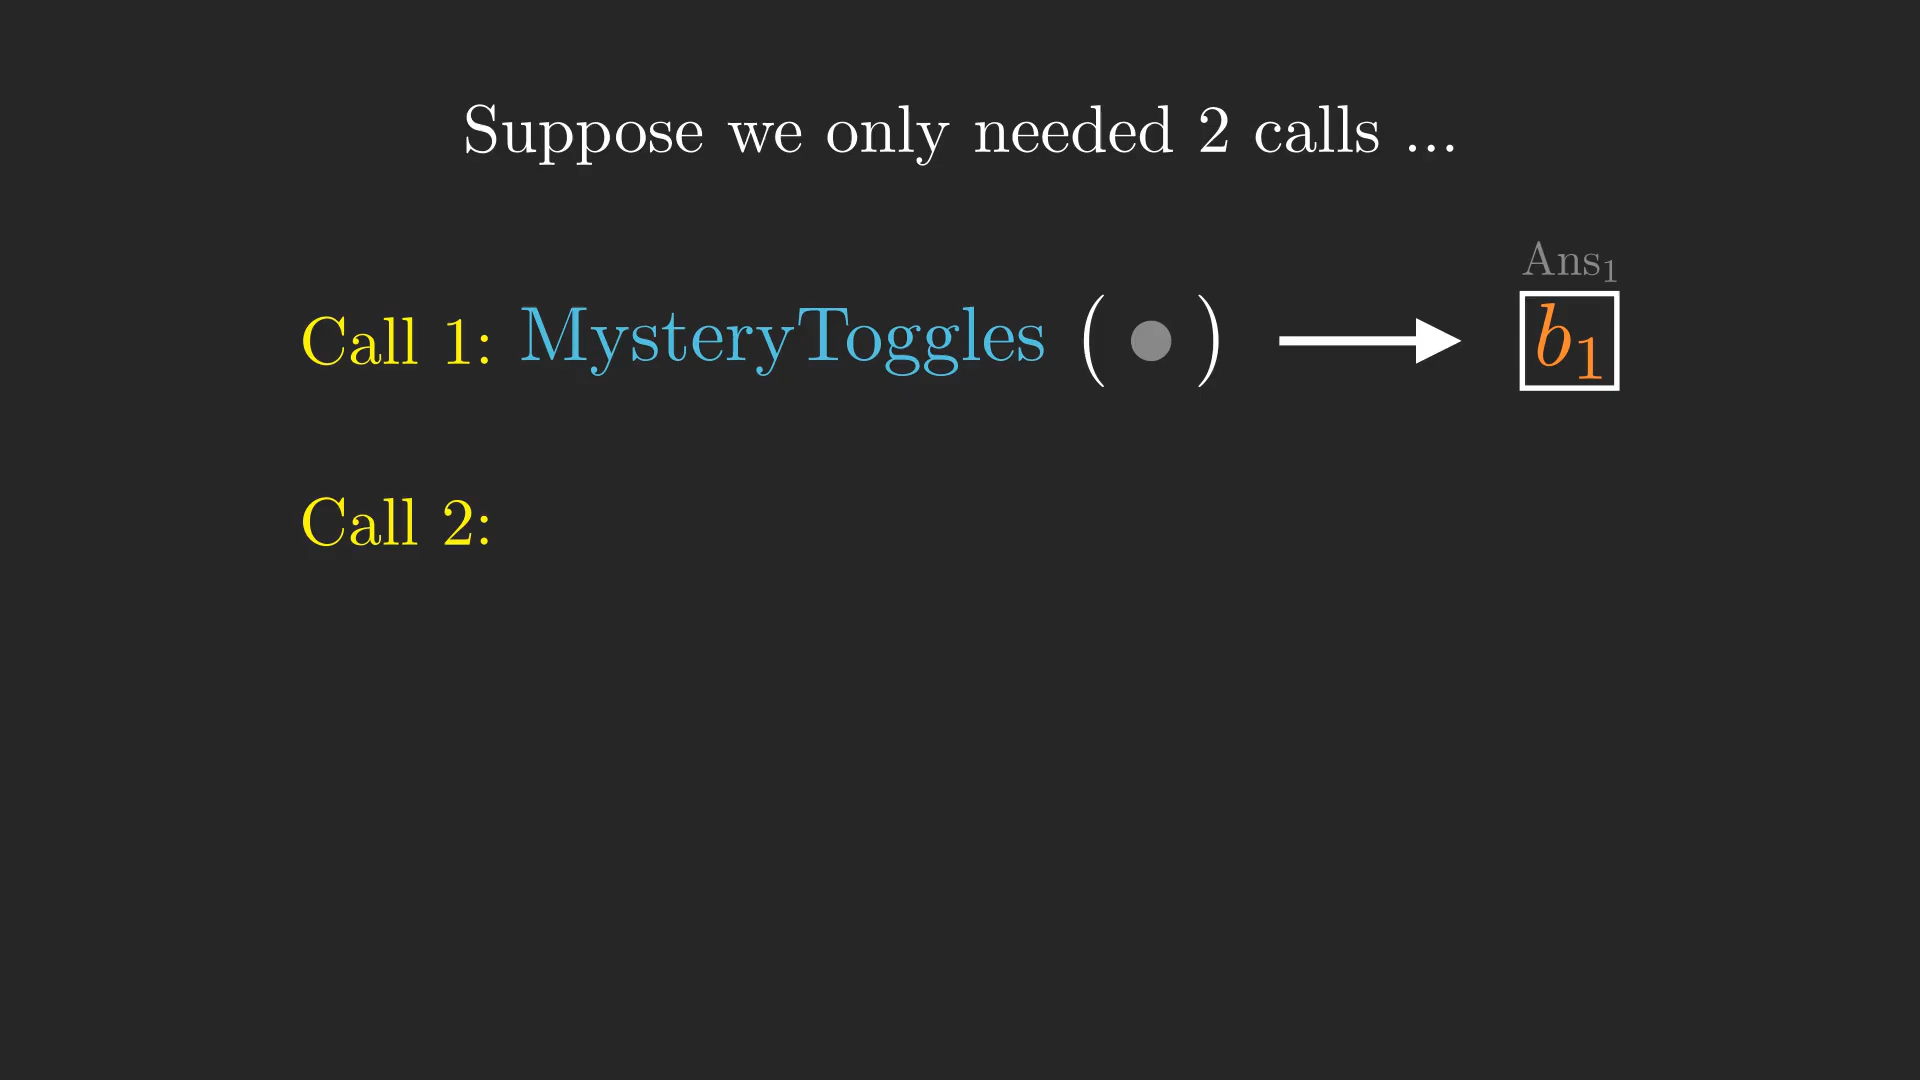 Suppose we only needed 2 calls ...
Ans₁
Call 1: MysteryToggles ( ) b₁
Call 2: